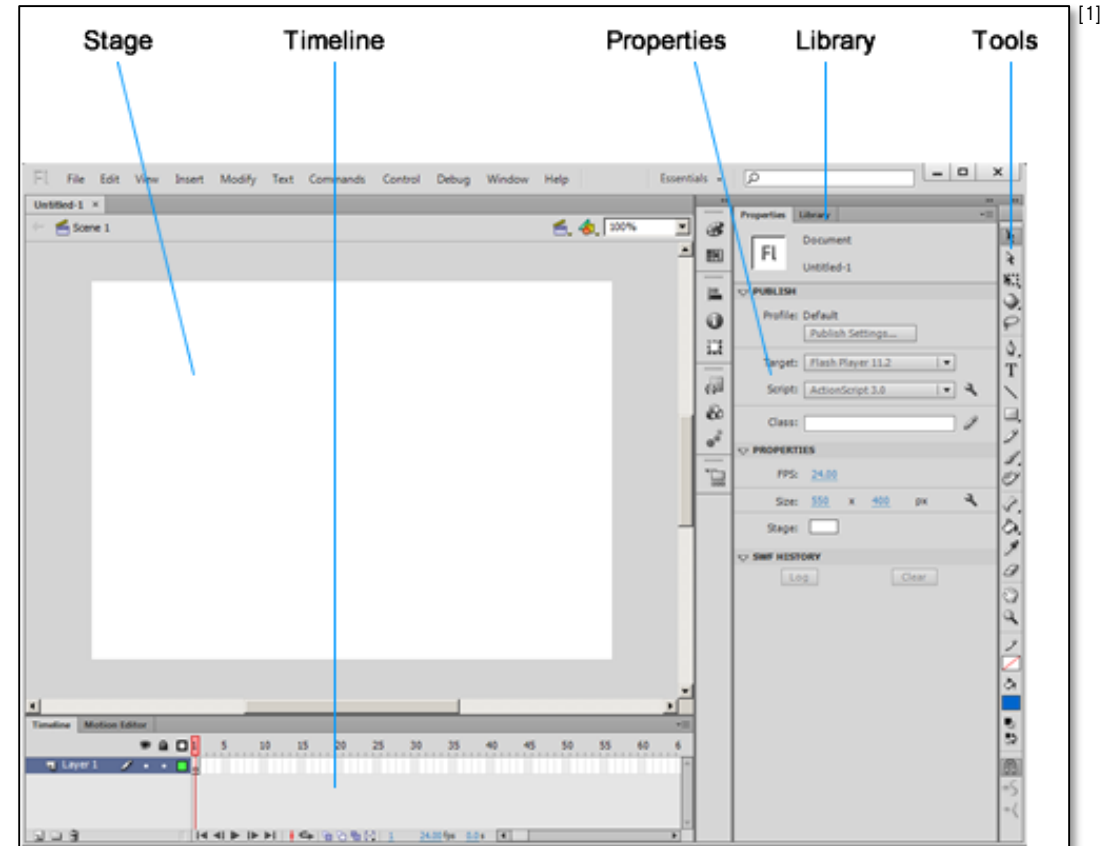 [1]
Stage Timeline Properties Library Tools
Fl File Edit View Insert Modify Text Commands Control Debug Window Help Essentials
Untitled-1 ×
Scene 1 100%
Properties Library
Fl Document
Untitled-1
PUBLISH
Profile: Default
Publish Settings...
Target: Flash Player 11.2
Script: ActionScript 3.0
Class:
PROPERTIES
FPS: 24.00
Size: 550 x 400 px
Stage:
SWF HISTORY
Log Clear
T
Timeline Motion Editor
1 5 10 15 20 25 30 35 40 45 50 55 60 6
Layer 1
1 24.00 fps 0.0 s